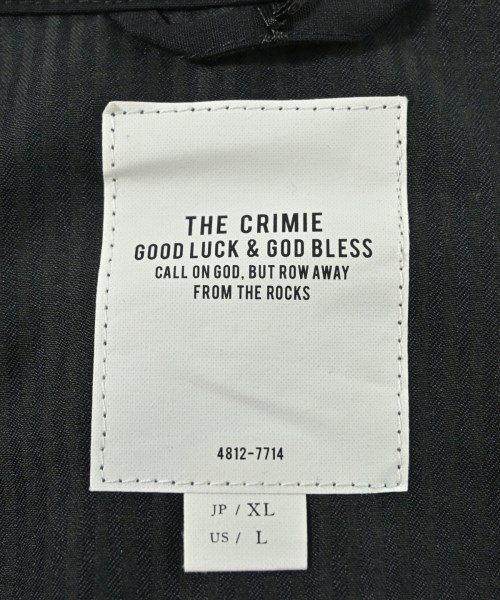 THE CRIMIE
GOOD LUCK & GOD BLESS
CALL ON GOD, BUT ROW AWAY
FROM THE ROCKS
4812-7714
JP / XL
US / L